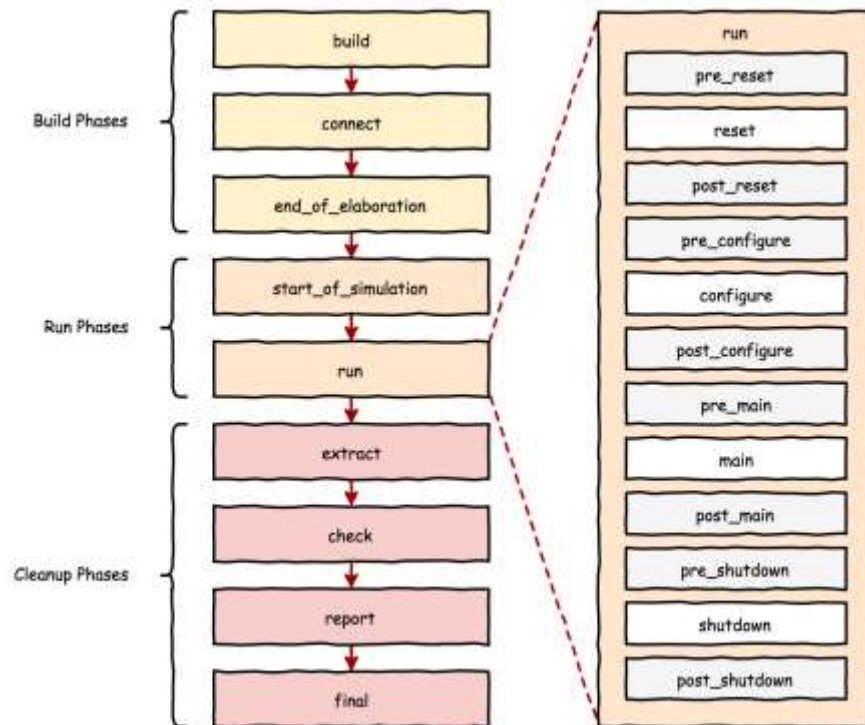 Build Phases
build
connect
end_of_elaboration
Run Phases
start_of_simulation
run
Cleanup Phases
extract
check
report
final
run
pre_reset
reset
post_reset
pre_configure
configure
post_configure
pre_main
main
post_main
pre_shutdown
shutdown
post_shutdown